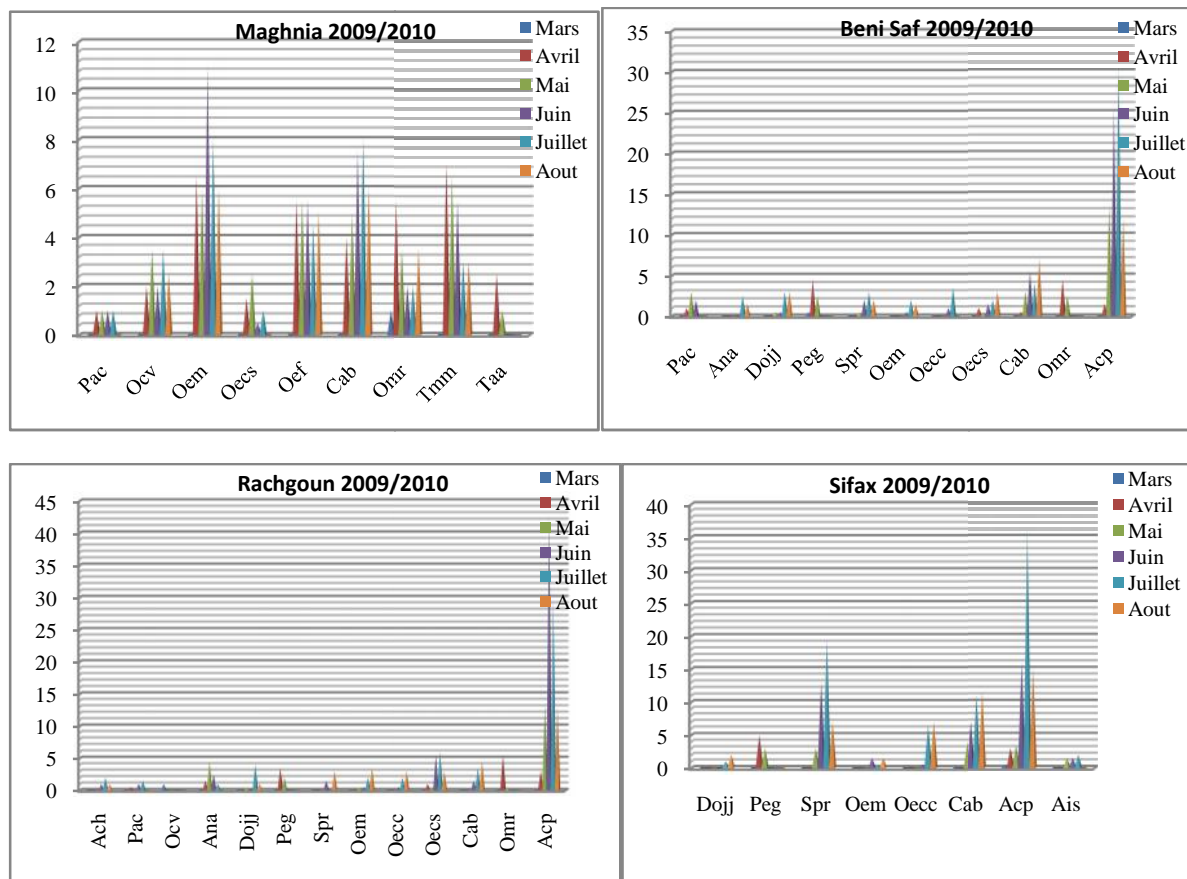 Maghnia 2009/2010
12
10
8
6
4
2
0
Pac Ocv Oem Oecs Oef Cab Omr Tmm Taa
Mars
Avril
Mai
Juin
Juillet
Aout
Beni Saf 2009/2010
35
30
25
20
15
10
5
0
Pac Ana Dojj Peg Spr Oem Oecc Oecs Cab Omr Acp
Mars
Avril
Mai
Juin
Juillet
Aout
Rachgoun 2009/2010
45
40
35
30
25
20
15
10
5
0
Ach Pac Ocv Ana Dojj Peg Spr Oem Oecc Oecs Cab Omr Acp
Mars
Avril
Mai
Juin
Juillet
Aout
Sifax 2009/2010
40
35
30
25
20
15
10
5
0
Dojj Peg Spr Oem Oecc Cab Acp Ais
Mars
Avril
Mai
Juin
Juillet
Aout